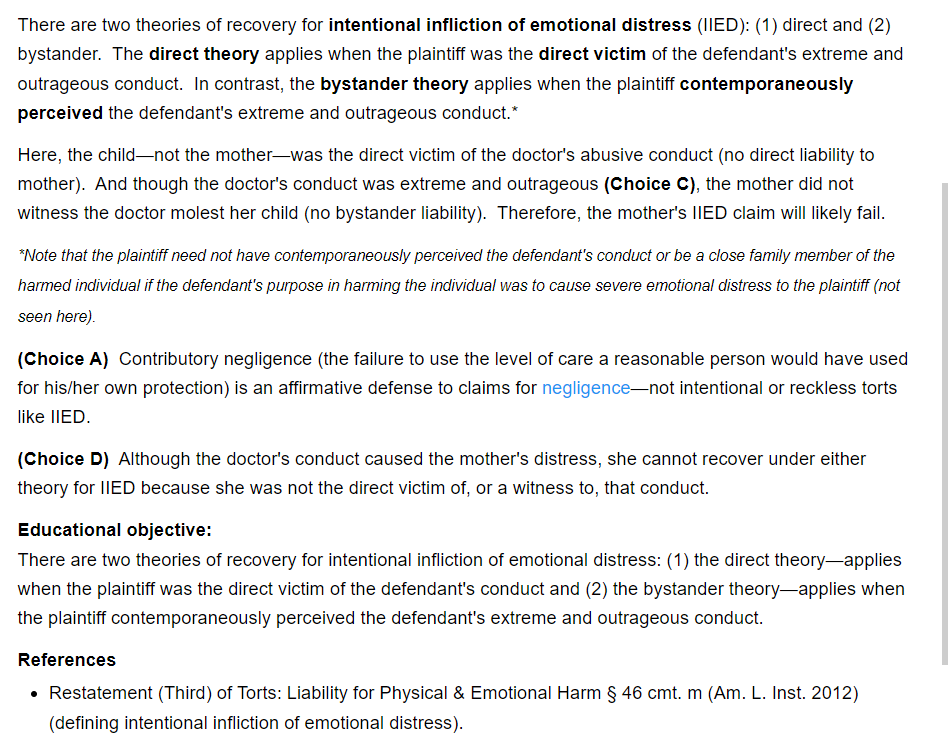 There are two theories of recovery for intentional infliction of emotional distress (IIED): (1) direct and (2)
bystander. The direct theory applies when the plaintiff was the direct victim of the defendant's extreme and
outrageous conduct. In contrast, the bystander theory applies when the plaintiff contemporaneously
perceived the defendant's extreme and outrageous conduct.*
Here, the child—not the mother—was the direct victim of the doctor's abusive conduct (no direct liability to
mother). And though the doctor's conduct was extreme and outrageous (Choice C), the mother did not
witness the doctor molest her child (no bystander liability). Therefore, the mother's IIED claim will likely fail.
*Note that the plaintiff need not have contemporaneously perceived the defendant's conduct or be a close family member of the
harmed individual if the defendant's purpose in harming the individual was to cause severe emotional distress to the plaintiff (not
seen here).
(Choice A) Contributory negligence (the failure to use the level of care a reasonable person would have used
for his/her own protection) is an affirmative defense to claims for negligence—not intentional or reckless torts
like IIED.
(Choice D) Although the doctor's conduct caused the mother's distress, she cannot recover under either
theory for IIED because she was not the direct victim of, or a witness to, that conduct.
Educational objective:
There are two theories of recovery for intentional infliction of emotional distress: (1) the direct theory—applies
when the plaintiff was the direct victim of the defendant's conduct and (2) the bystander theory—applies when
the plaintiff contemporaneously perceived the defendant's extreme and outrageous conduct.
References
• Restatement (Third) of Torts: Liability for Physical & Emotional Harm § 46 cmt. m (Am. L. Inst. 2012)
(defining intentional infliction of emotional distress).